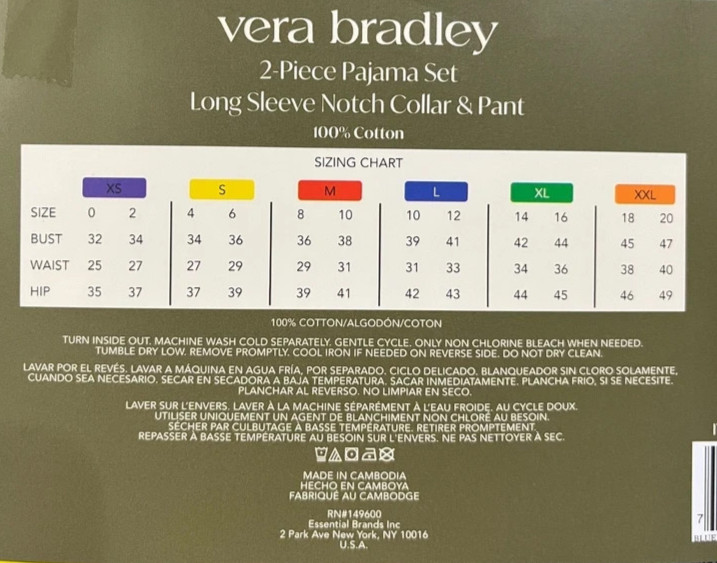 vera bradley
2-Piece Pajama Set
Long Sleeve Notch Collar & Pant
100% Cotton
SIZING CHART
XS S M L XL XXL
SIZE 0 2 4 6 8 10 10 12 14 16 18 20
BUST 32 34 34 36 36 38 39 41 42 44 45 47
WAIST 25 27 27 29 29 31 31 33 34 36 38 40
HIP 35 37 37 39 39 41 42 43 44 45 46 49
100% COTTON/ALGODÓN/COTON
TURN INSIDE OUT. MACHINE WASH COLD SEPARATELY. GENTLE CYCLE. ONLY NON CHLORINE BLEACH WHEN NEEDED.
TUMBLE DRY LOW. REMOVE PROMPTLY. COOL IRON IF NEEDED ON REVERSE SIDE. DO NOT DRY CLEAN.
LAVAR POR EL REVÉS. LAVAR A MÁQUINA EN AGUA FRÍA, POR SEPARADO. CICLO DELICADO. BLANQUEADOR SIN CLORO SOLAMENTE,
CUANDO SEA NECESARIO. SECAR EN SECADORA A BAJA TEMPERATURA. SACAR INMEDIATAMENTE. PLANCHA FRIO, SI SE NECESITE.
PLANCHAR AL REVERSO. NO LIMPIAR EN SECO.
LAVER SUR L'ENVERS. LAVER À LA MACHINE SÉPARÉMENT À L'EAU FROIDE. AU CYCLE DOUX.
UTILISER UNIQUEMENT UN AGENT DE BLANCHIMENT NON CHLORÉ AU BESOIN.
SÉCHER PAR CULBUTAGE À BASSE TEMPÉRATURE. RETIRER PROMPTEMENT.
REPASSER À BASSE TEMPÉRATURE AU BESOIN SUR L'ENVERS. NE PAS NETTOYER À SEC.
MADE IN CAMBODIA
HECHO EN CAMBOYA
FABRIQUÉ AU CAMBODGE
RN#149600
Essential Brands Inc
2 Park Ave New York, NY 10016
U.S.A.
7
BLUE